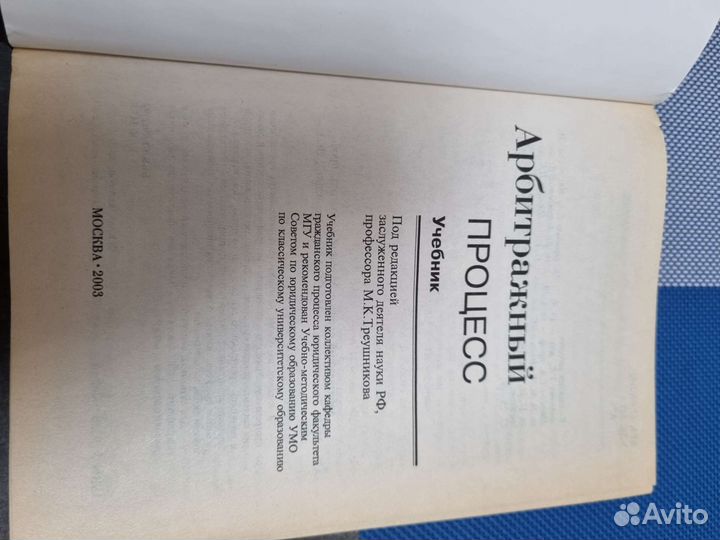 Арбитражный
ПРОЦЕСС
Учебник
Под редакцией
заслуженного деятеля науки РФ,
профессора М.К.Треушникова
Учебник подготовлен коллективом кафедры
гражданского процесса юридического факультета
МГУ и рекомендован Учебно-методическим
Советом по юридическому образованию УМО
по классическому университетскому образованию
МОСКВА • 2003
Avito